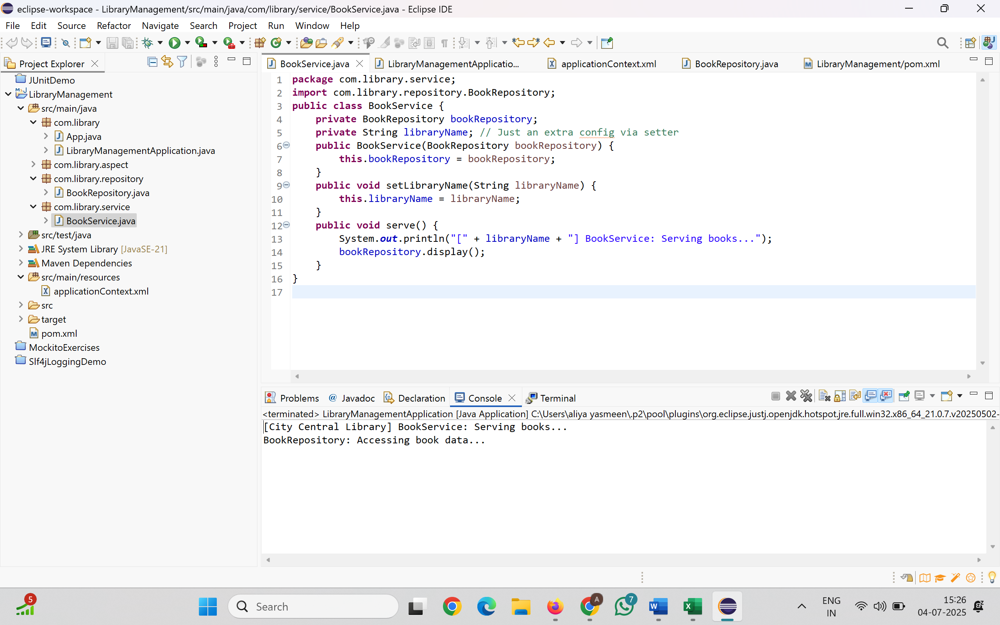 eclipse-workspace - LibraryManagement/src/main/java/com/library/service/BookService.java - Eclipse IDE
File Edit Source Refactor Navigate Search Project Run Window Help
Project Explorer
JUnitDemo
LibraryManagement
src/main/java
com.library
App.java
LibraryManagementApplication.java
com.library.aspect
com.library.repository
BookRepository.java
com.library.service
BookService.java
src/test/java
JRE System Library [JavaSE-21]
Maven Dependencies
src/main/resources
applicationContext.xml
src
target
pom.xml
MockitoExercises
Slf4jLoggingDemo
BookService.java LibraryManagementApplicatio... applicationContext.xml BookRepository.java LibraryManagement/pom.xml
1 package com.library.service;
2 import com.library.repository.BookRepository;
3 public class BookService {
4 private BookRepository bookRepository;
5 private String libraryName; // Just an extra config via setter
6 public BookService(BookRepository bookRepository) {
7 this.bookRepository = bookRepository;
8 }
9 public void setLibraryName(String libraryName) {
10 this.libraryName = libraryName;
11 }
12 public void serve() {
13 System.out.println("[" + libraryName + "] BookService: Serving books...");
14 bookRepository.display();
15 }
16 }
17
Problems Javadoc Declaration Console Terminal
<terminated> LibraryManagementApplication [Java Application] C:\Users\aliya yasmeen\.p2\pool\plugins\org.eclipse.justj.openjdk.hotspot.jre.full.win32.x86_64_21.0.7.v20250502-
[City Central Library] BookService: Serving books...
BookRepository: Accessing book data...
5
Search
A
7
ENG
IN
15:26
04-07-2025